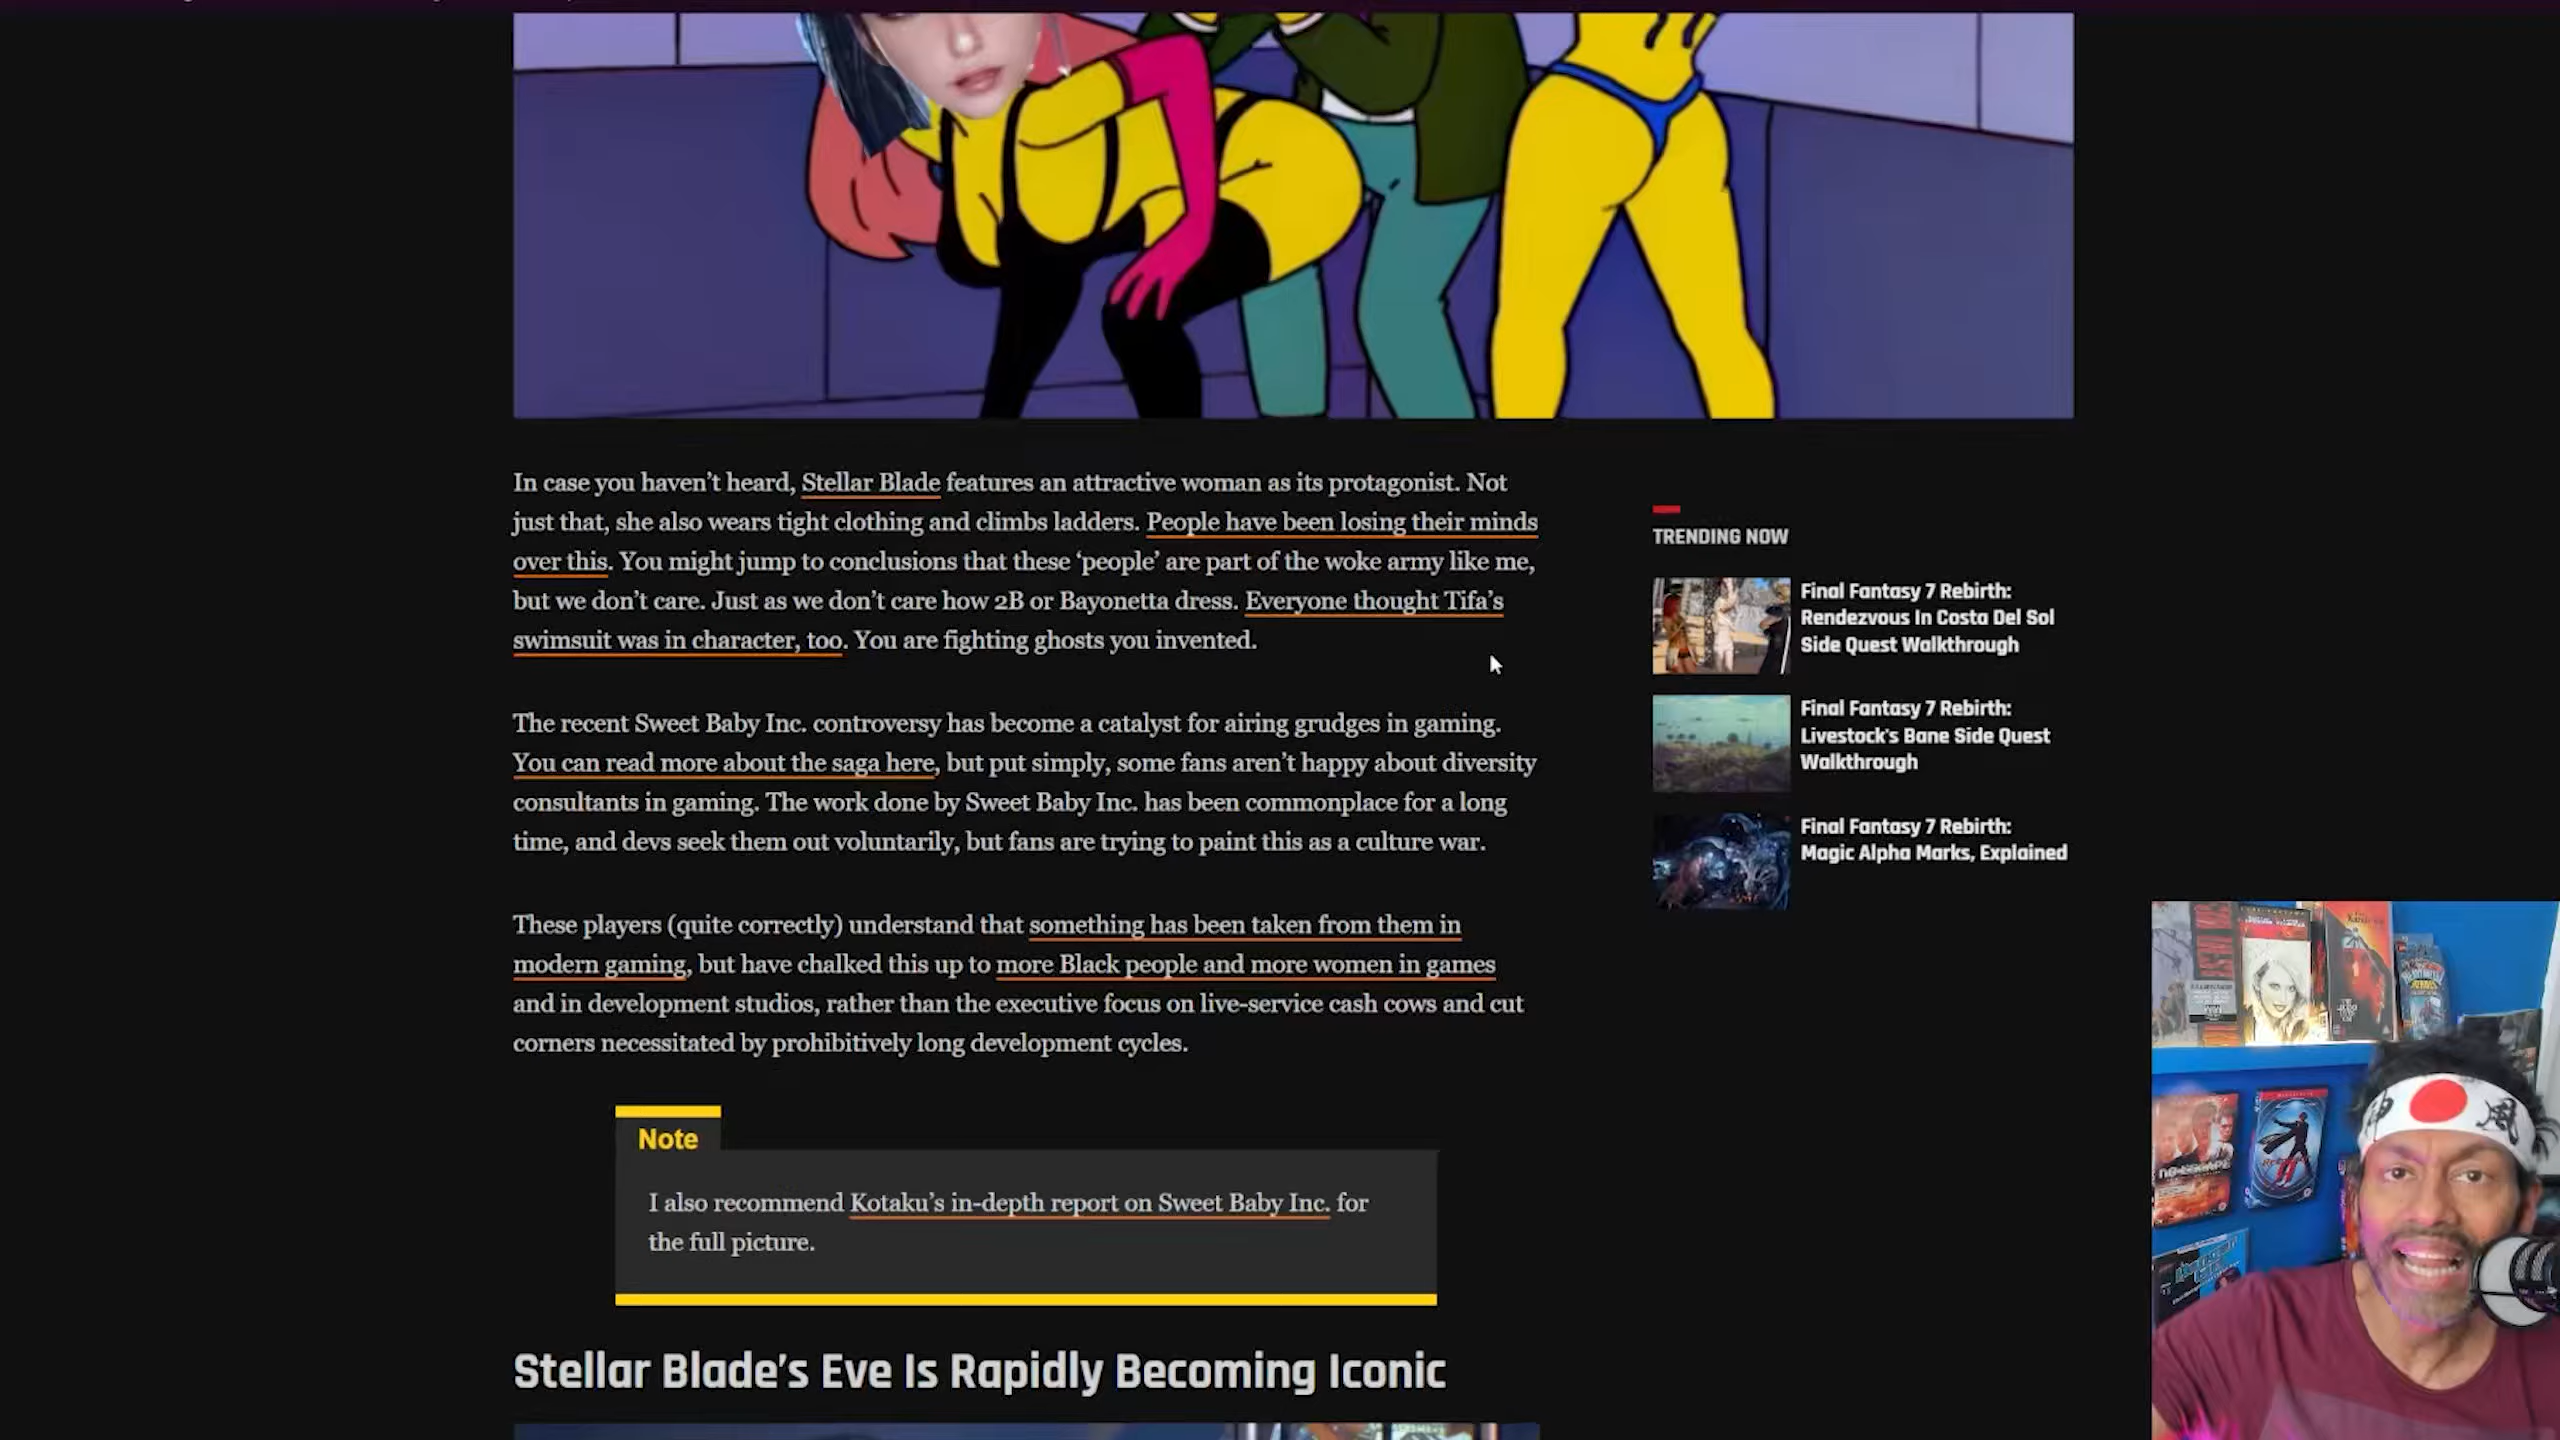 In case you haven’t heard, Stellar Blade features an attractive woman as its protagonist. Not
just that, she also wears tight clothing and climbs ladders. People have been losing their minds
over this. You might jump to conclusions that these ‘people’ are part of the woke army like me,
but we don’t care. Just as we don’t care how 2B or Bayonetta dress. Everyone thought Tifa’s
swimsuit was in character, too. You are fighting ghosts you invented.
The recent Sweet Baby Inc. controversy has become a catalyst for airing grudges in gaming.
You can read more about the saga here, but put simply, some fans aren’t happy about diversity
consultants in gaming. The work done by Sweet Baby Inc. has been commonplace for a long
time, and devs seek them out voluntarily, but fans are trying to paint this as a culture war.
These players (quite correctly) understand that something has been taken from them in
modern gaming, but have chalked this up to more Black people and more women in games
and in development studios, rather than the executive focus on live-service cash cows and cut
corners necessitated by prohibitively long development cycles.
Note
I also recommend Kotaku’s in-depth report on Sweet Baby Inc. for
the full picture.
Stellar Blade’s Eve Is Rapidly Becoming Iconic
TRENDING NOW
Final Fantasy 7 Rebirth:
Rendezvous In Costa Del Sol
Side Quest Walkthrough
Final Fantasy 7 Rebirth:
Livestock's Bane Side Quest
Walkthrough
Final Fantasy 7 Rebirth:
Magic Alpha Marks, Explained
NO ESCAPE